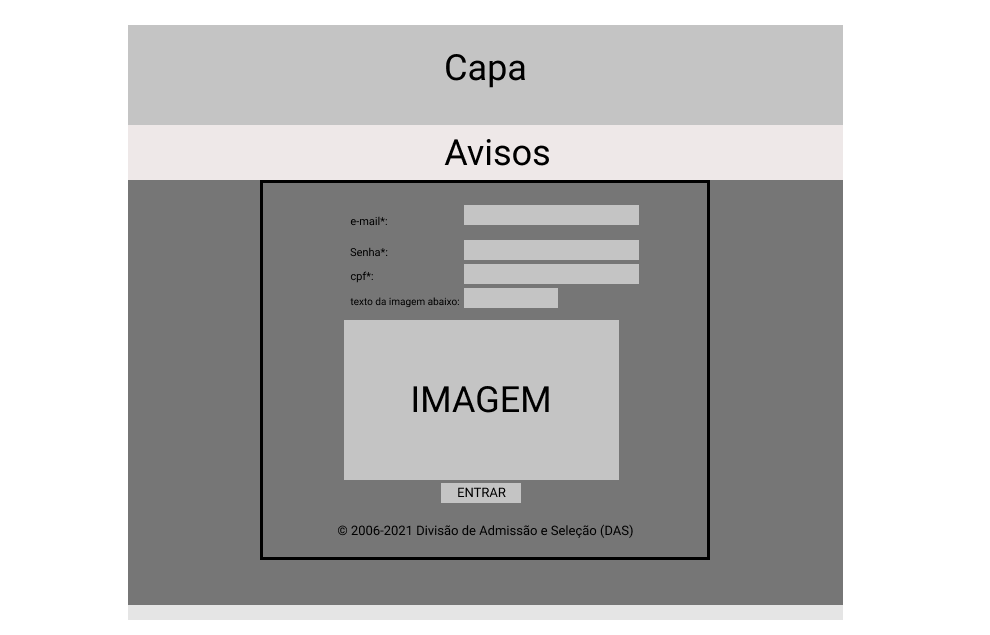 Capa
Avisos
e-mail*:
Senha*:
cpf*:
texto da imagem abaixo:
IMAGEM
ENTRAR
© 2006-2021 Divisão de Admissão e Seleção (DAS)